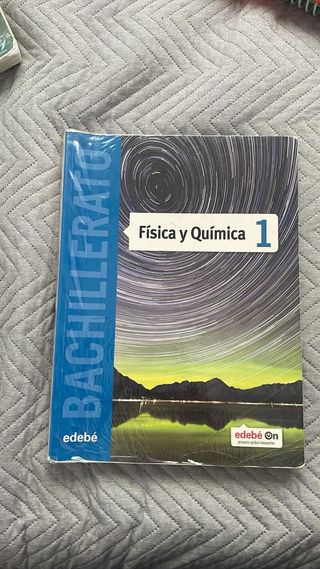 BACHILLERATO
Física y Química 1
edebé
edebé On
proyecto global interactivo